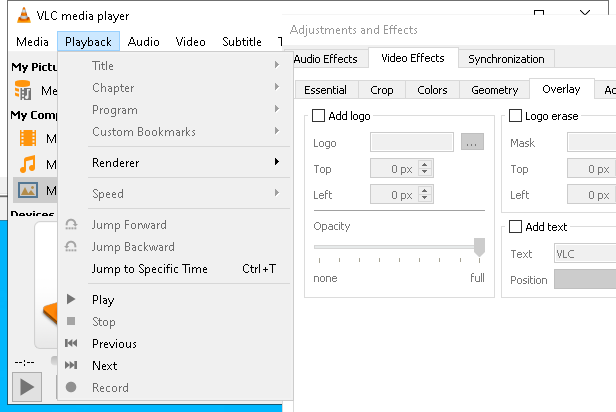 VLC media player
Media Playback Audio Video Subtitle
My Pictu
My Comp
Devices
--:--
Title
Chapter
Program
Custom Bookmarks
Renderer
Speed
Jump Forward
Jump Backward
Jump to Specific Time Ctrl+T
Play
Stop
Previous
Next
Record
Adjustments and Effects
Audio Effects Video Effects Synchronization
Essential Crop Colors Geometry Overlay
Add logo
Logo ...
Top 0 px
Left 0 px
Opacity
none full
Logo erase
Mask
Top 0 px
Left 0 px
Add text
Text VLC
Position